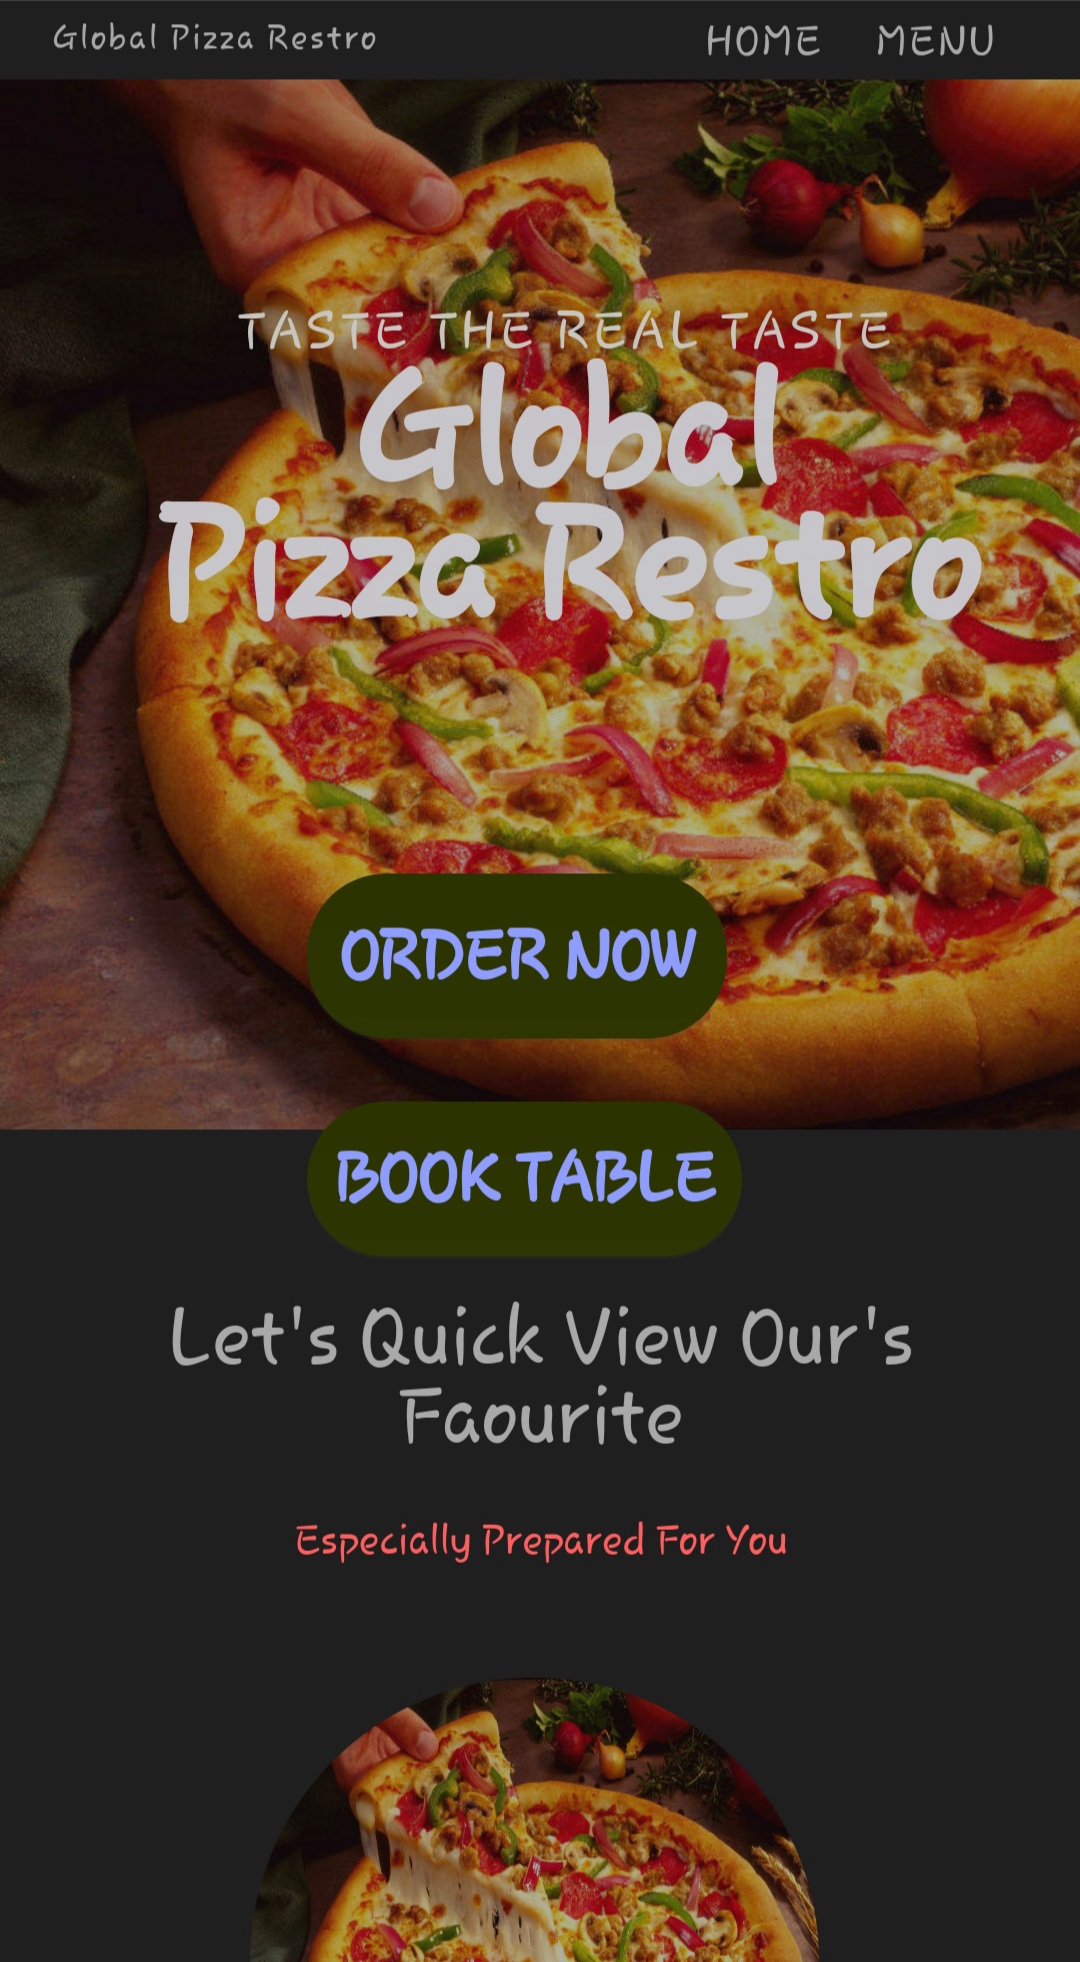 Global Pizza Restro
HOME MENU
TASTE THE REAL TASTE
Global
Pizza Restro
ORDER NOW
BOOK TABLE
Let's Quick View Our's
Faourite
Especially Prepared For You